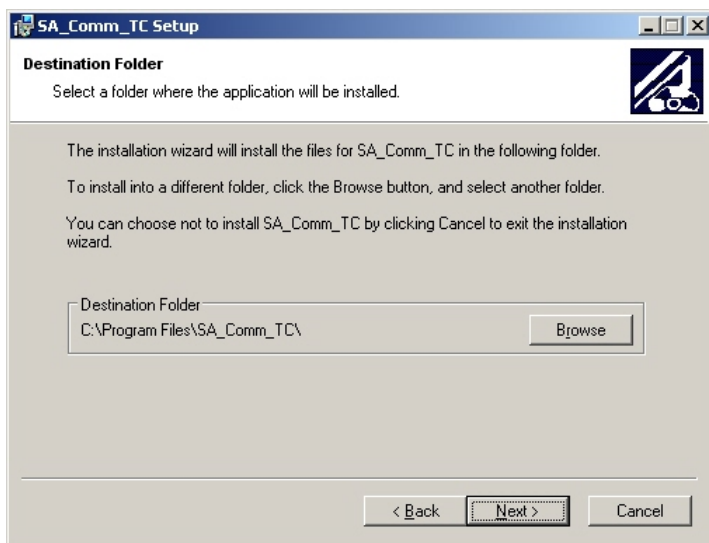 SA_Comm_TC Setup
Destination Folder
Select a folder where the application will be installed.
The installation wizard will install the files for SA_Comm_TC in the following folder.
To install into a different folder, click the Browse button, and select another folder.
You can choose not to install SA_Comm_TC by clicking Cancel to exit the installation
wizard.
Destination Folder
C:\Program Files\SA_Comm_TC\
Browse
< Back
Next >
Cancel